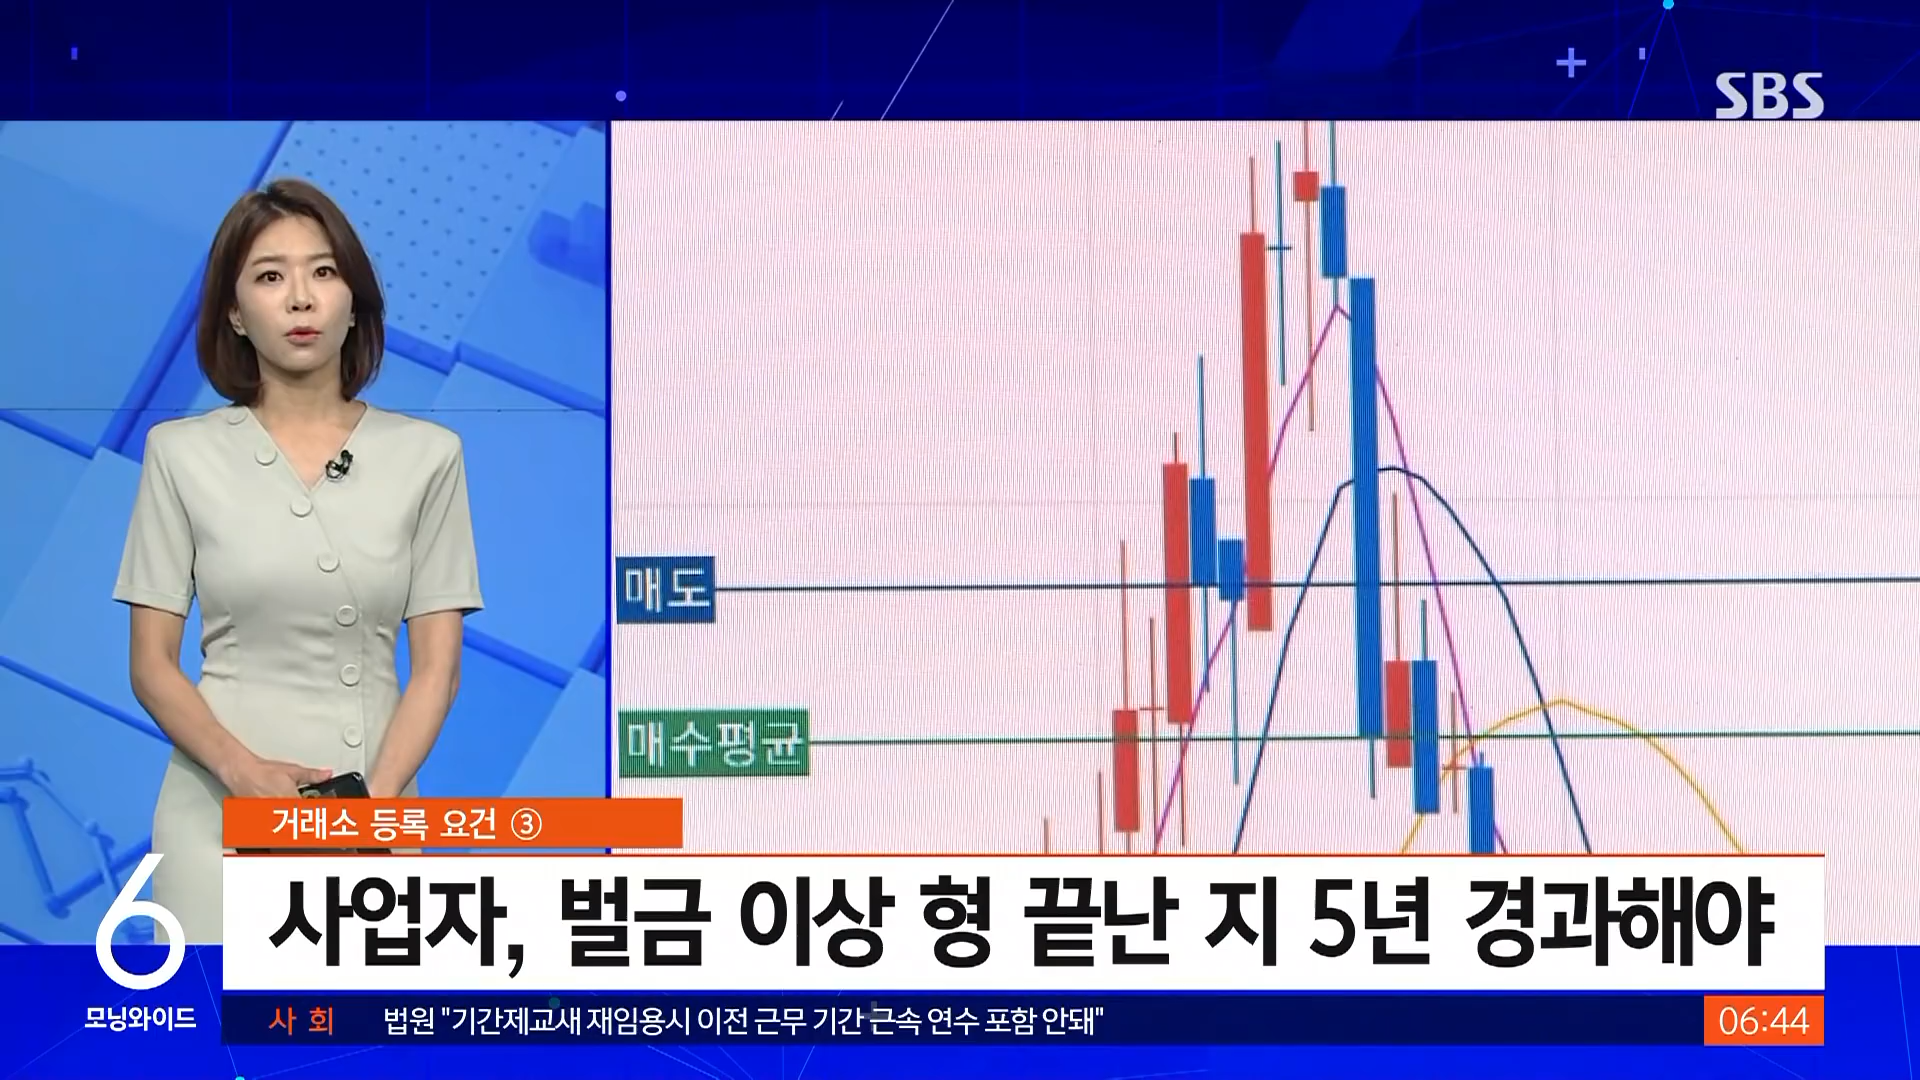 SBS
매도
매수평균
거래소 등록 요건 ③
사업자, 벌금 이상 형 끝난 지 5년 경과해야
6
모닝와이드
사회 법원 "기간제교새 재임용시 이전 근무 기간 근속 연수 포함 안돼" 06:44